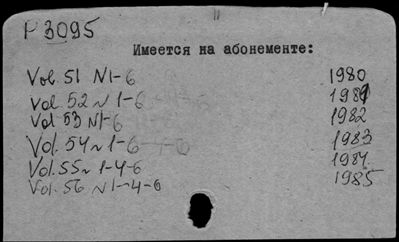 P 3095
Имеется на абонементе:
Vol. 51 N1-6 1980
Vol. 52 N 1-6 1981
Vol 53 N1-6 1982
Vol. 54 N 1-6 1983
Vol. 55 N 1-4-6 1984
Vol. 56 N 1-4-6 1985